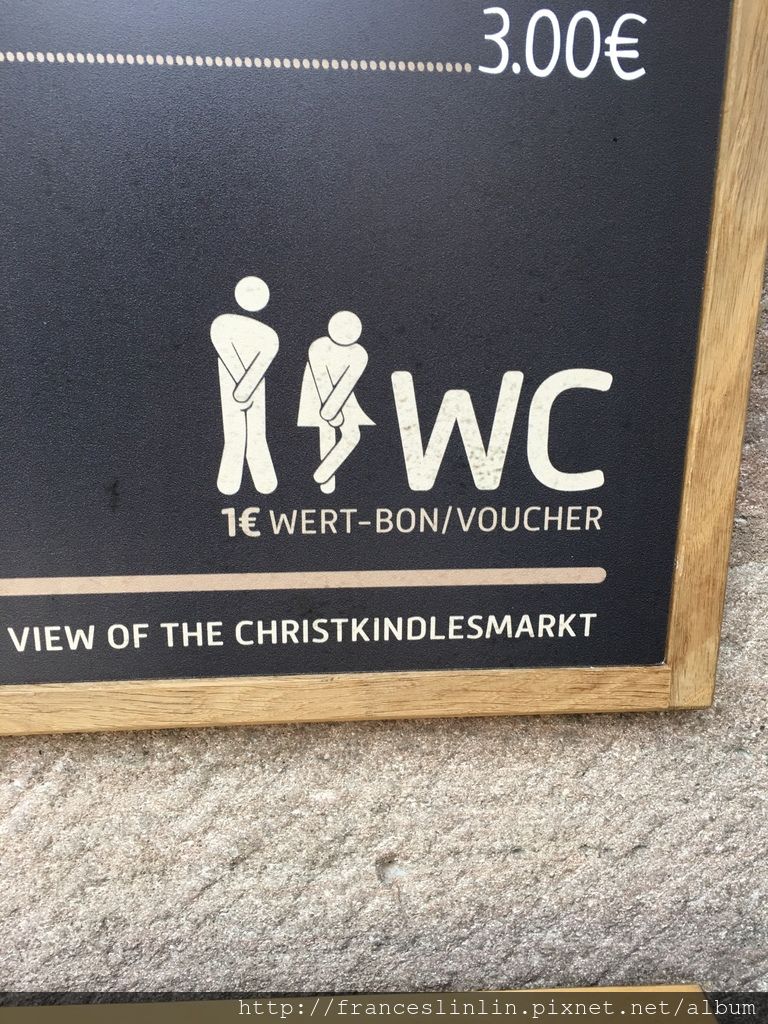 3.00€
WC
1€ WERT-BON/VOUCHER
VIEW OF THE CHRISTKINDLESMARKT
http://franceslinlin.pixnet.net/album